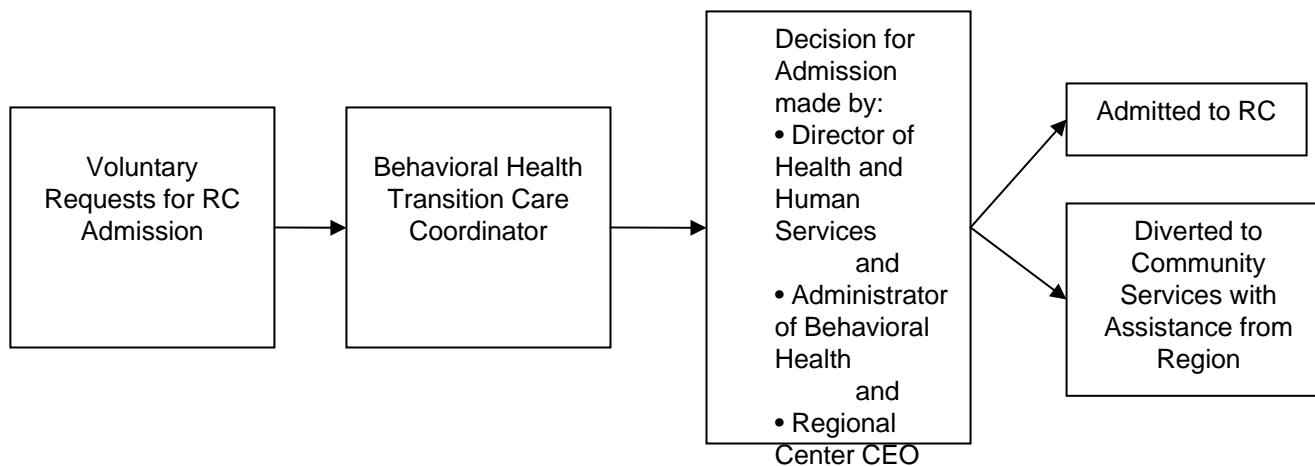 Voluntary
Requests for RC
Admission
Behavioral Health
Transition Care
Coordinator
Decision for
Admission
made by:
• Director of
Health and
Human
Services
and
• Administrator
of Behavioral
Health
and
• Regional
Center CEO
Admitted to RC
Diverted to
Community
Services with
Assistance from
Region